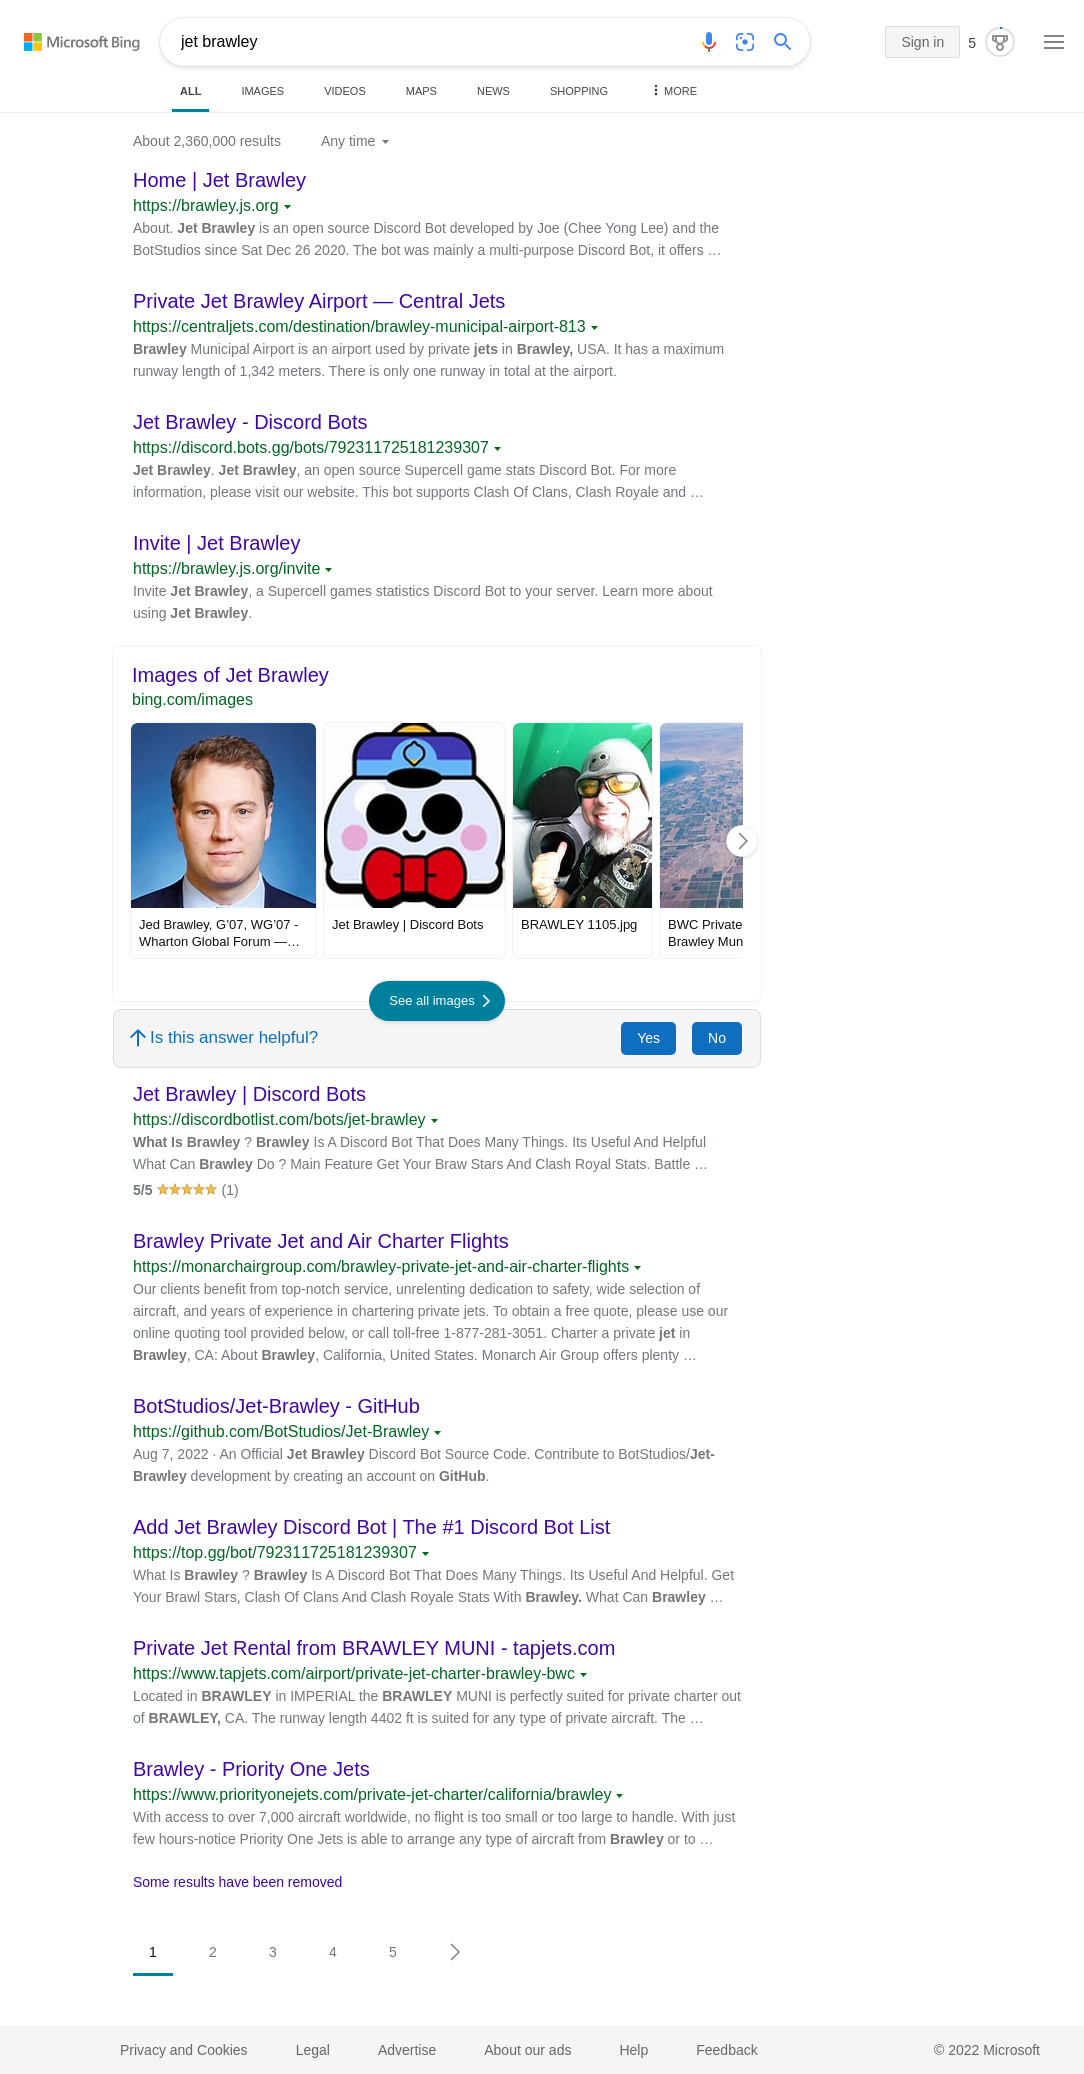 Microsoft Bing
jet brawley
Sign in
5
ALL
IMAGES
VIDEOS
MAPS
NEWS
SHOPPING
MORE
About 2,360,000 results
Any time
Home | Jet Brawley
https://brawley.js.org
About. Jet Brawley is an open source Discord Bot developed by Joe (Chee Yong Lee) and the
BotStudios since Sat Dec 26 2020. The bot was mainly a multi-purpose Discord Bot, it offers …
Private Jet Brawley Airport — Central Jets
https://centraljets.com/destination/brawley-municipal-airport-813
Brawley Municipal Airport is an airport used by private jets in Brawley, USA. It has a maximum
runway length of 1,342 meters. There is only one runway in total at the airport.
Jet Brawley - Discord Bots
https://discord.bots.gg/bots/792311725181239307
Jet Brawley. Jet Brawley, an open source Supercell game stats Discord Bot. For more
information, please visit our website. This bot supports Clash Of Clans, Clash Royale and …
Invite | Jet Brawley
https://brawley.js.org/invite
Invite Jet Brawley, a Supercell games statistics Discord Bot to your server. Learn more about
using Jet Brawley.
Images of Jet Brawley
bing.com/images
Jed Brawley, G’07, WG’07 -
Wharton Global Forum —…
Jet Brawley | Discord Bots
BRAWLEY 1105.jpg
BWC Private
Brawley Mun
See all images
Is this answer helpful?
Yes
No
Jet Brawley | Discord Bots
https://discordbotlist.com/bots/jet-brawley
What Is Brawley ? Brawley Is A Discord Bot That Does Many Things. Its Useful And Helpful
What Can Brawley Do ? Main Feature Get Your Braw Stars And Clash Royal Stats. Battle …
5/5 (1)
Brawley Private Jet and Air Charter Flights
https://monarchairgroup.com/brawley-private-jet-and-air-charter-flights
Our clients benefit from top-notch service, unrelenting dedication to safety, wide selection of
aircraft, and years of experience in chartering private jets. To obtain a free quote, please use our
online quoting tool provided below, or call toll-free 1-877-281-3051. Charter a private jet in
Brawley, CA: About Brawley, California, United States. Monarch Air Group offers plenty …
BotStudios/Jet-Brawley - GitHub
https://github.com/BotStudios/Jet-Brawley
Aug 7, 2022 · An Official Jet Brawley Discord Bot Source Code. Contribute to BotStudios/Jet-
Brawley development by creating an account on GitHub.
Add Jet Brawley Discord Bot | The #1 Discord Bot List
https://top.gg/bot/792311725181239307
What Is Brawley ? Brawley Is A Discord Bot That Does Many Things. Its Useful And Helpful. Get
Your Brawl Stars, Clash Of Clans And Clash Royale Stats With Brawley. What Can Brawley …
Private Jet Rental from BRAWLEY MUNI - tapjets.com
https://www.tapjets.com/airport/private-jet-charter-brawley-bwc
Located in BRAWLEY in IMPERIAL the BRAWLEY MUNI is perfectly suited for private charter out
of BRAWLEY, CA. The runway length 4402 ft is suited for any type of private aircraft. The …
Brawley - Priority One Jets
https://www.priorityonejets.com/private-jet-charter/california/brawley
With access to over 7,000 aircraft worldwide, no flight is too small or too large to handle. With just
few hours-notice Priority One Jets is able to arrange any type of aircraft from Brawley or to …
Some results have been removed
1 2 3 4 5
Privacy and Cookies
Legal
Advertise
About our ads
Help
Feedback
© 2022 Microsoft